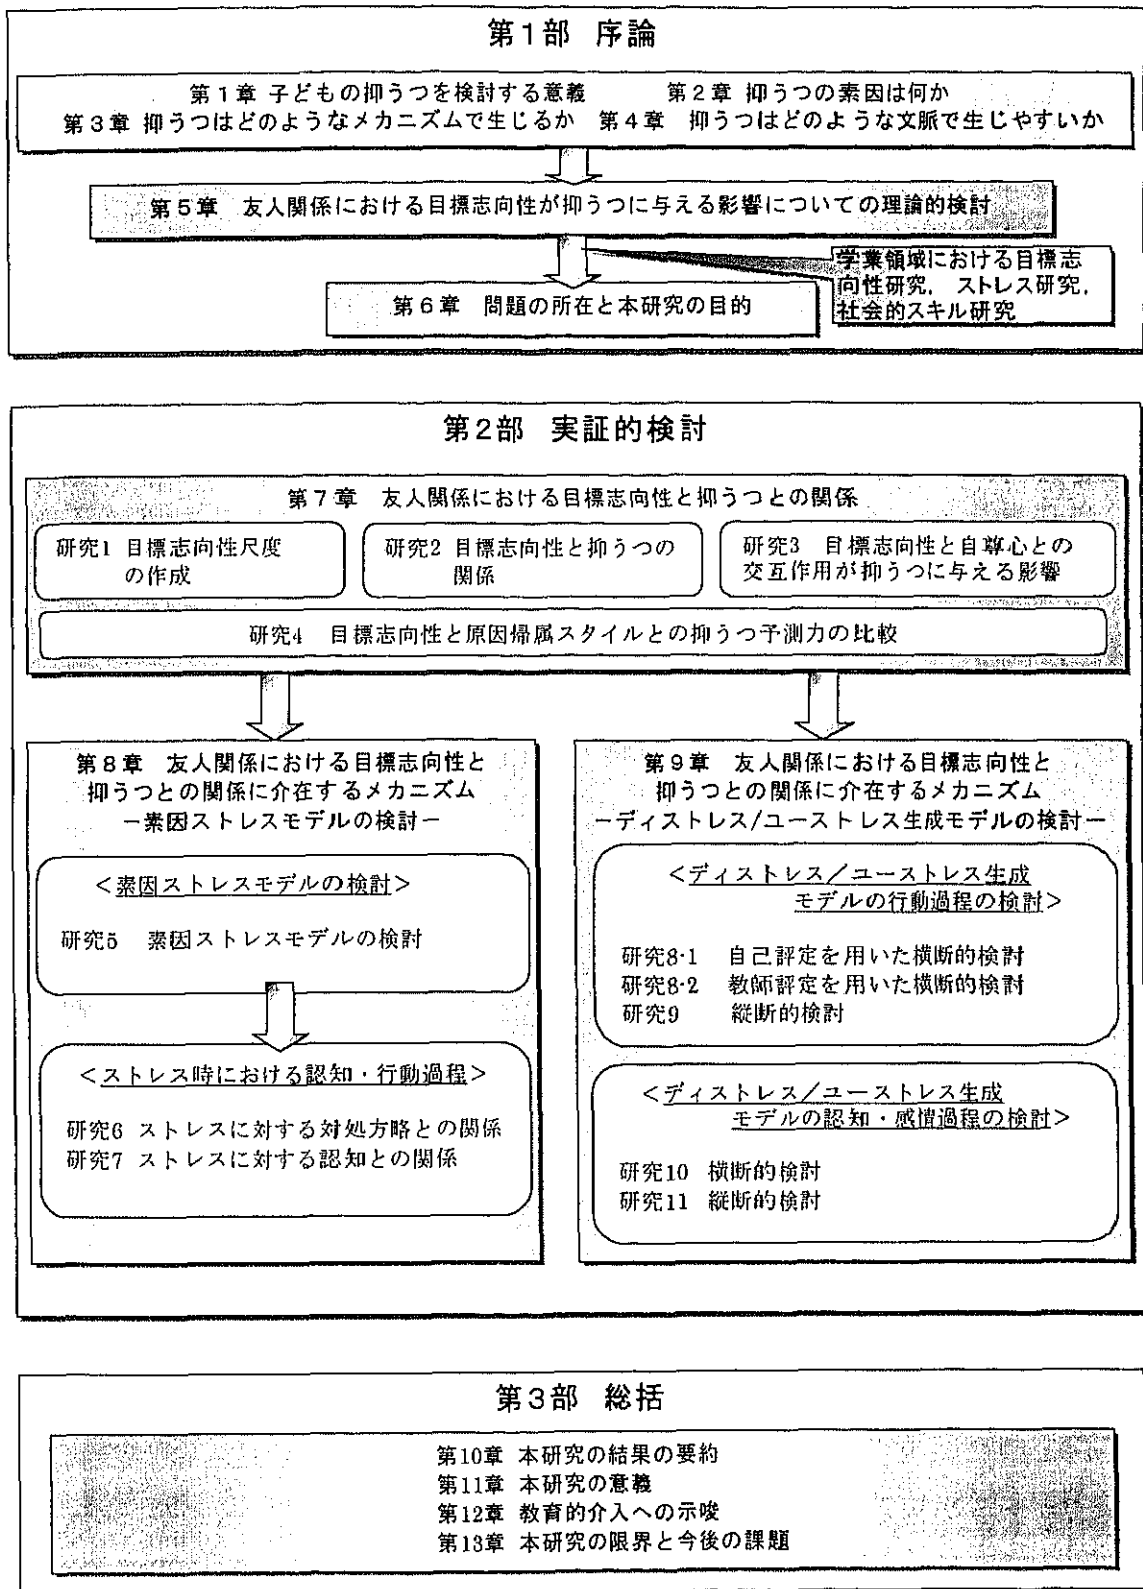 第1部 序論
第1章 子どもの抑うつを検討する意義 第2章 抑うつの素因は何か
第3章 抑うつはどのようなメカニズムで生じるか 第4章 抑うつはどのような文脈で生じやすいか
第5章 友人関係における目標志向性が抑うつに与える影響についての理論的検討
学業領域における目標志
向性研究, ストレス研究,
社会的スキル研究
第6章 問題の所在と本研究の目的
第2部 実証的検討
第7章 友人関係における目標志向性と抑うつとの関係
研究1 目標志向性尺度
の作成
研究2 目標志向性と抑うつの
関係
研究3 目標志向性と自尊心との
交互作用が抑うつに与える影響
研究4 目標志向性と原因帰属スタイルとの抑うつ予測力の比較
第8章 友人関係における目標志向性と
抑うつとの関係に介在するメカニズム
-素因ストレスモデルの検討-
<素因ストレスモデルの検討>
研究5 素因ストレスモデルの検討
<ストレス時における認知・行動過程>
研究6 ストレスに対する対処方略との関係
研究7 ストレスに対する認知との関係
第9章 友人関係における目標志向性と
抑うつとの関係に介在するメカニズム
-ディストレス/ユーストレス生成モデルの検討-
<ディストレス/ユーストレス生成
モデルの行動過程の検討>
研究8-1 自己評定を用いた横断的検討
研究8-2 教師評定を用いた横断的検討
研究9 縦断的検討
<ディストレス/ユーストレス生成
モデルの認知・感情過程の検討>
研究10 横断的検討
研究11 縦断的検討
第3部 総括
第10章 本研究の結果の要約
第11章 本研究の意義
第12章 教育的介入への示唆
第13章 本研究の限界と今後の課題